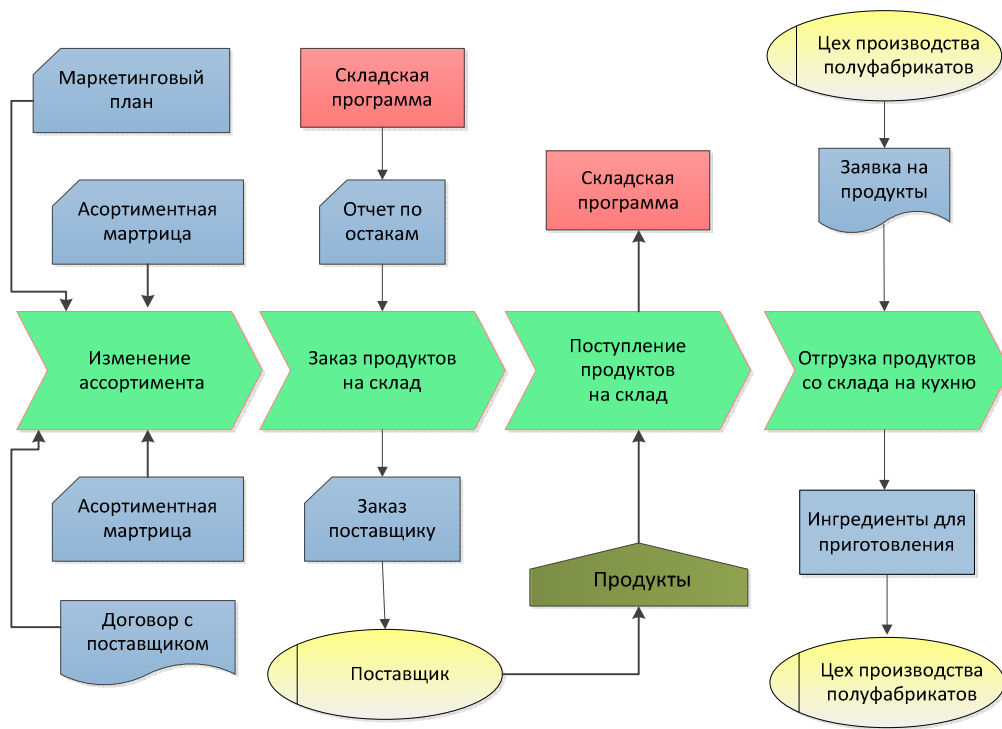 Маркетинговый
план
Асортиментная
мартрица
Изменение
ассортимента
Асортиментная
мартрица
Договор с
поставщиком
Складская
программа
Отчет по
остакам
Заказ продуктов
на склад
Заказ
поставщику
Поставщик
Складская
программа
Поступление
продуктов
на склад
Продукты
Цех производства
полуфабрикатов
Заявка на
продукты
Отгрузка продуктов
со склада на кухню
Ингредиенты для
приготовления
Цех производства
полуфабрикатов